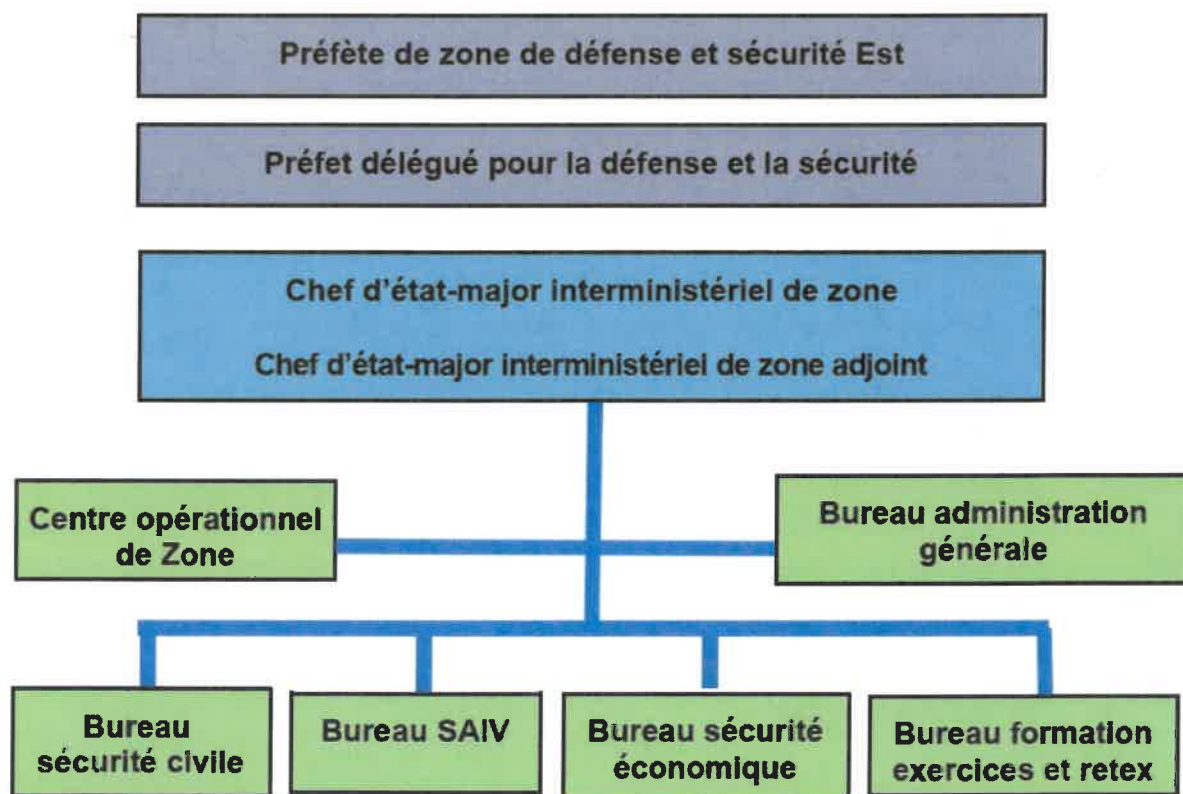 Préfète de zone de défense et sécurité Est
Préfet délégué pour la défense et la sécurité
Chef d'état-major interministériel de zone
Chef d'état-major interministériel de zone adjoint
Centre opérationnel
de Zone
Bureau administration
générale
Bureau
sécurité civile
Bureau SAIV
Bureau sécurité
économique
Bureau formation
exercices et retex